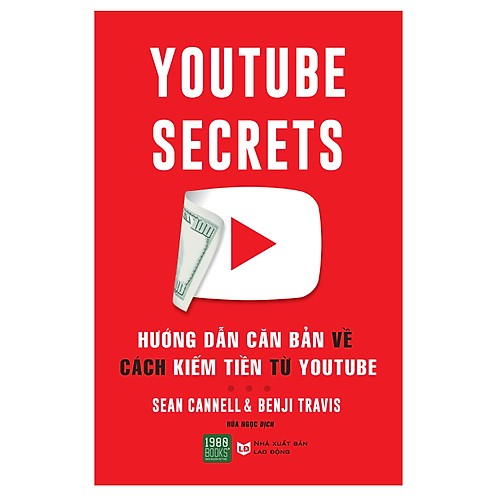 YOUTUBE
SECRETS
HƯỚNG DẪN CĂN BẢN VỀ
CÁCH KIẾM TIỀN TỪ YOUTUBE
SEAN CANNELL & BENJI TRAVIS
HỨA NGỌC DỊCH
1980
BOOKS
NHÀ XUẤT BẢN
LAO ĐỘNG